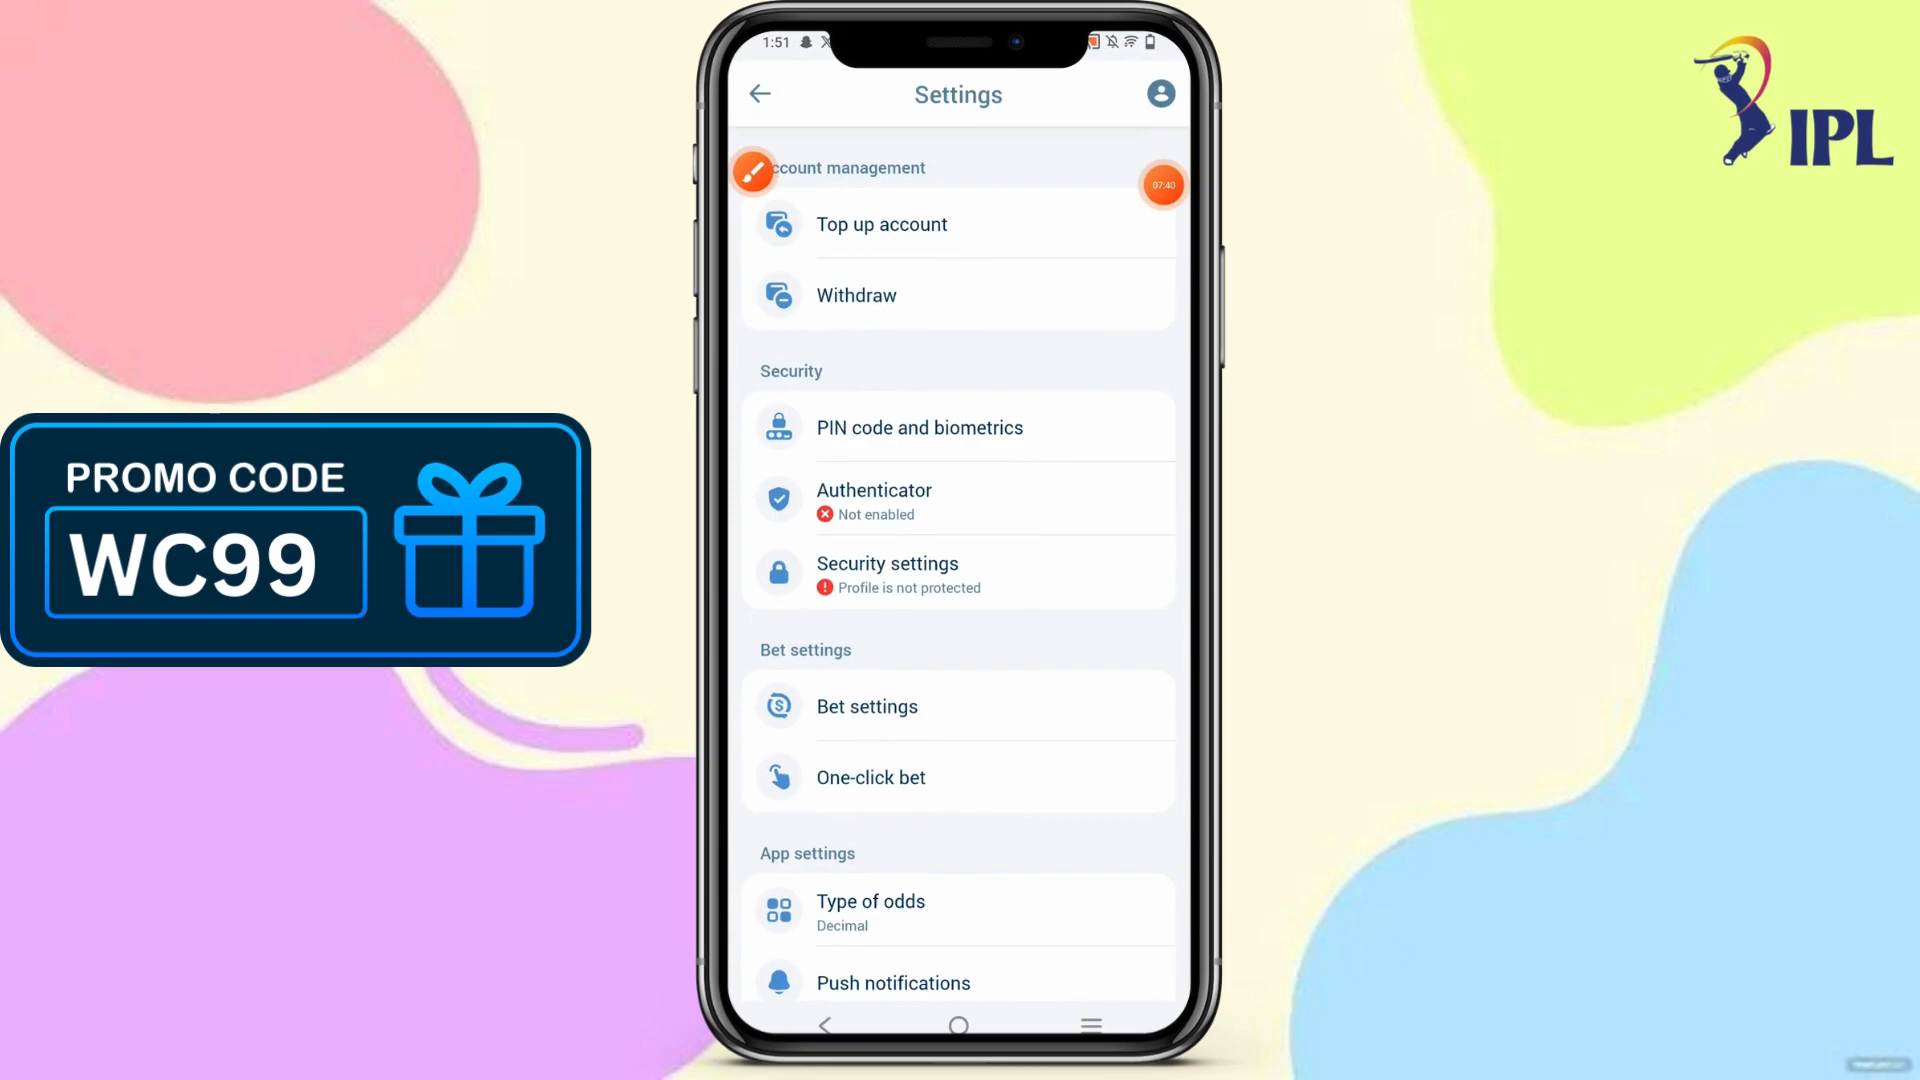 1:51
Settings
IPL
ccount management
07:40
Top up account
Withdraw
Security
PIN code and biometrics
Authenticator
Not enabled
Security settings
Profile is not protected
PROMO CODE
WC99
Bet settings
Bet settings
One-click bet
App settings
Type of odds
Decimal
Push notifications